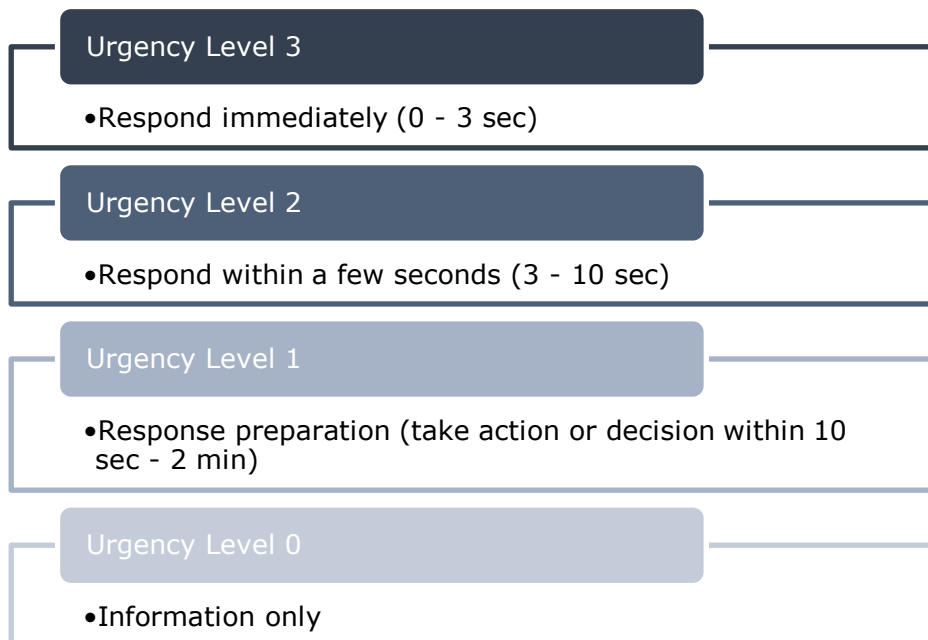 Urgency Level 3
•Respond immediately (0 - 3 sec)
Urgency Level 2
•Respond within a few seconds (3 - 10 sec)
Urgency Level 1
•Response preparation (take action or decision within 10
sec - 2 min)
Urgency Level 0
•Information only